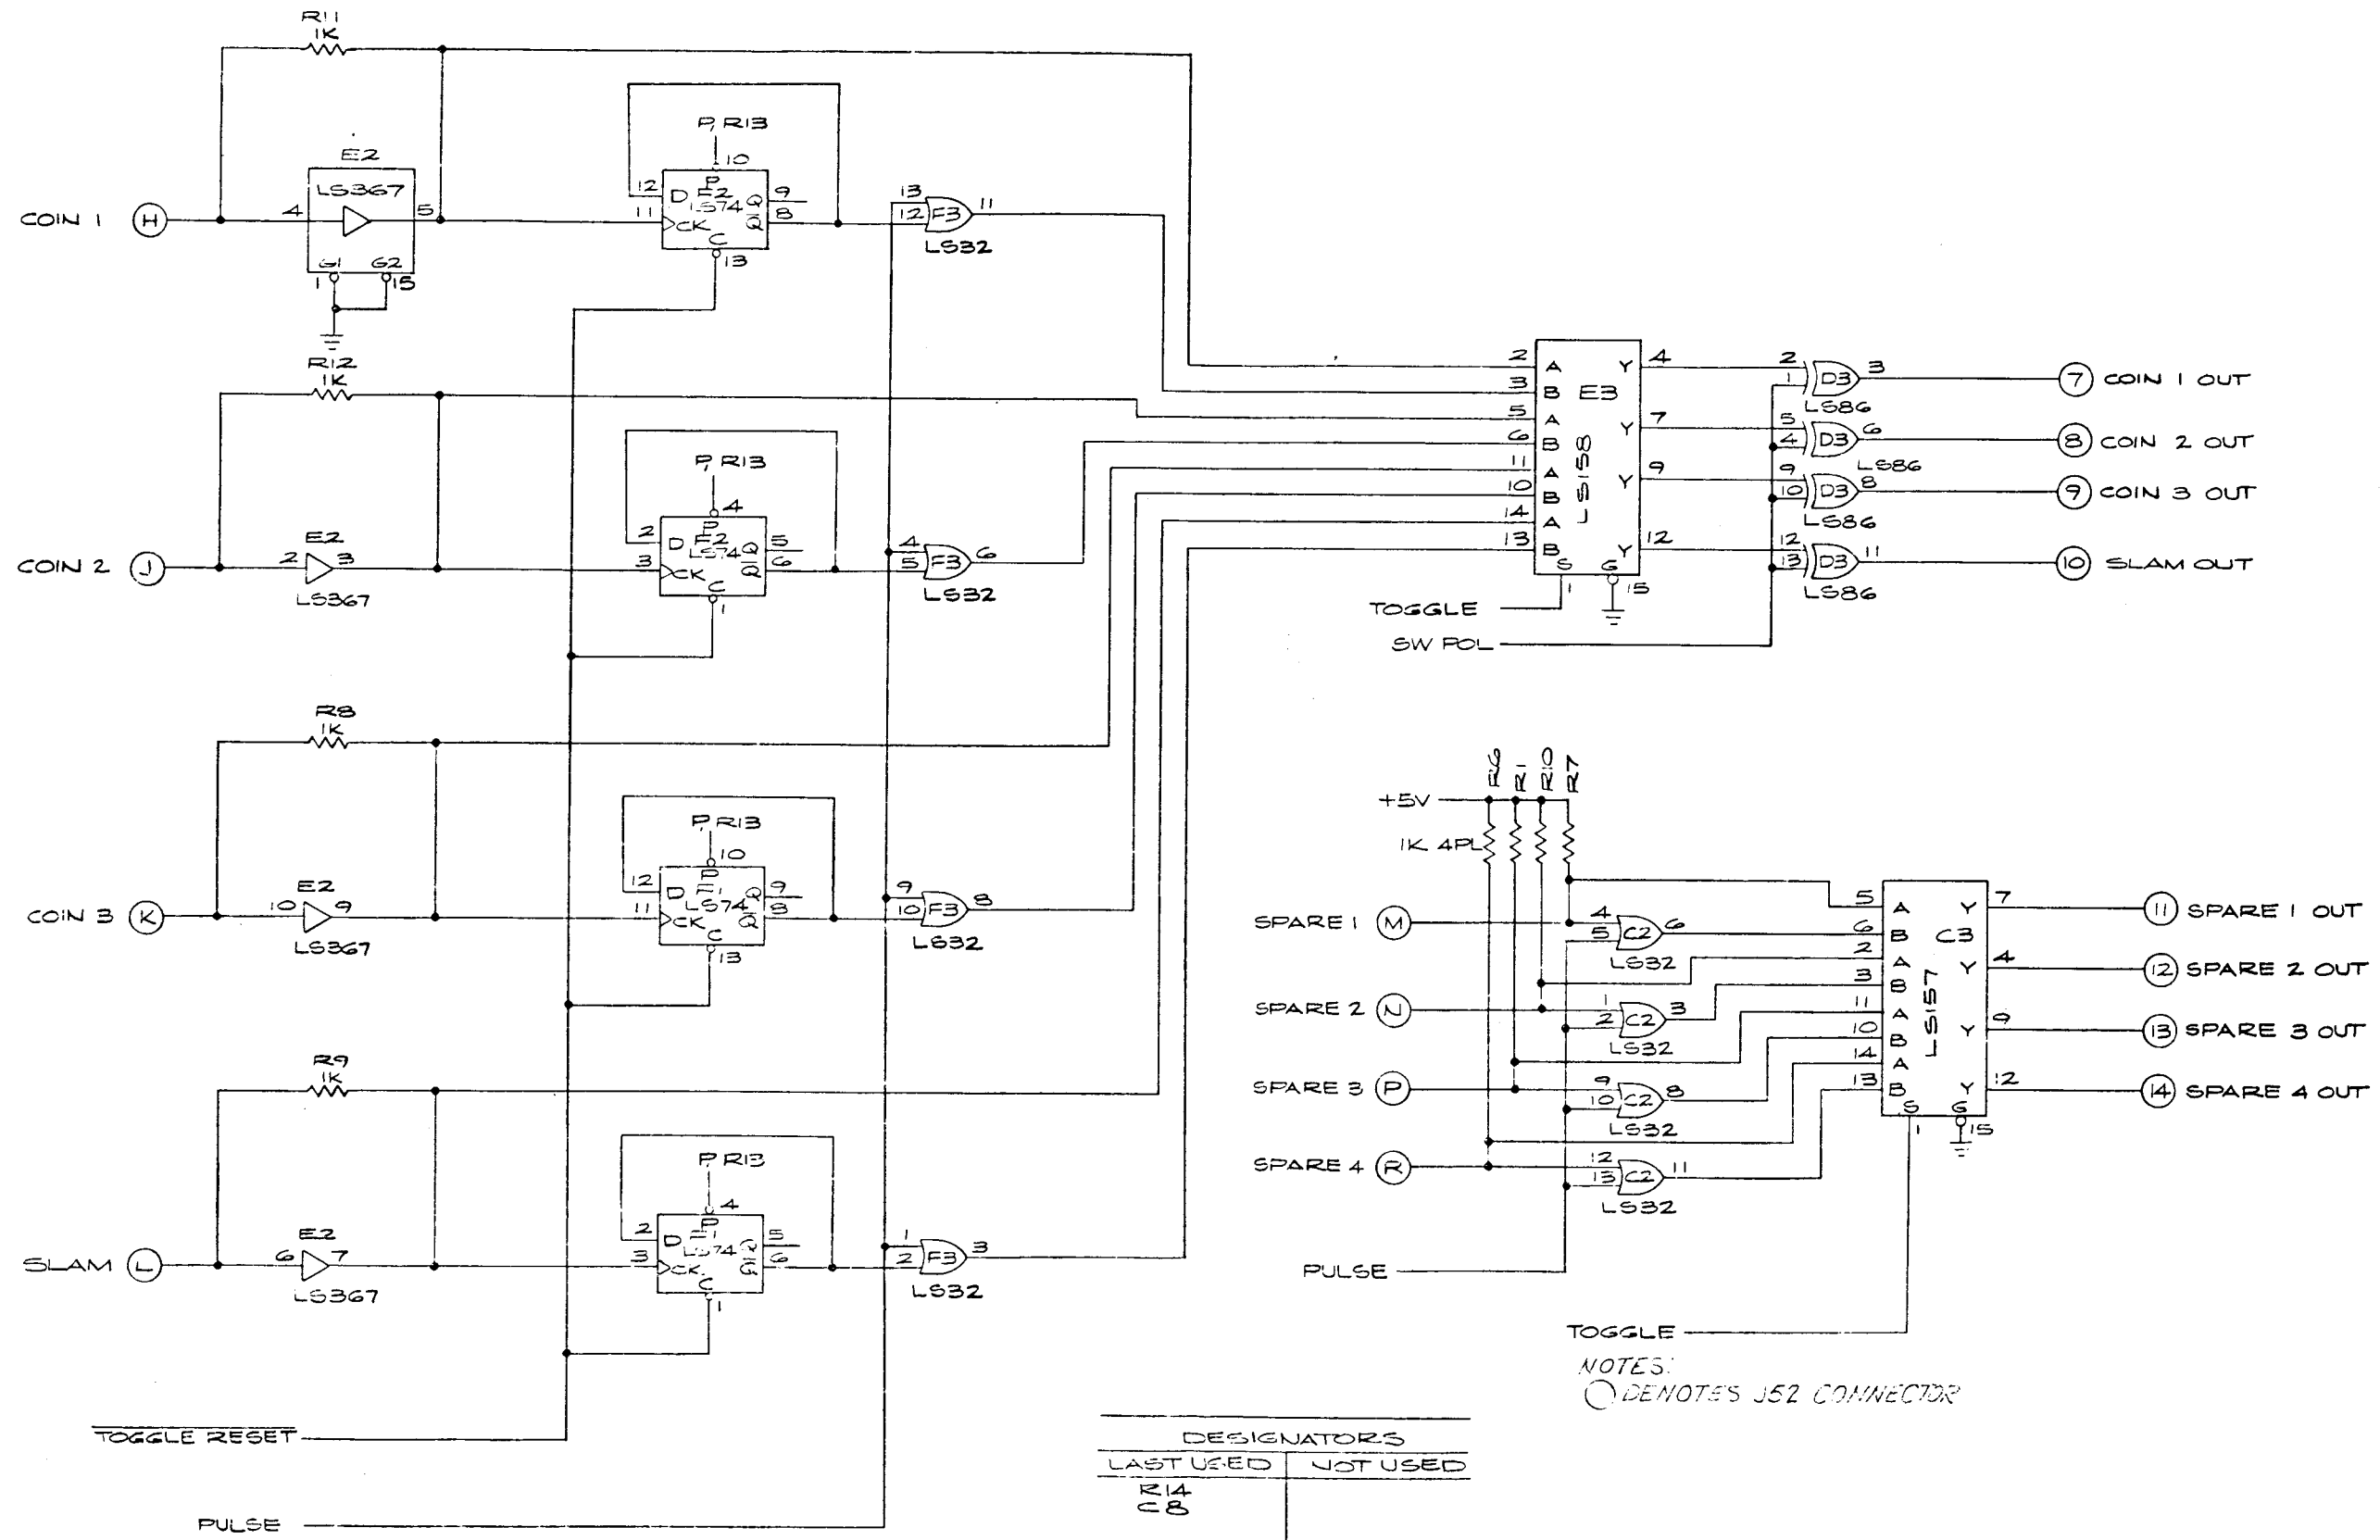 R11
1K
E2
LS367
COIN 1 H 4 5
G1 G2
1 15
P, R13
10
P
12 D F2 Q 9
LS74
11 CK Q 8
C
13
13
12 F3 11
LS32
R12
1K
E2
COIN 2 J 2 3
LS367
P, R13
4
P
2 D F2 Q 5
LS74
3 CK Q 6
C
1
4
5 F3 6
LS32
R8
1K
E2
COIN 3 K 10 9
LS367
P, R13
10
P
12 D F1 Q 9
LS74
11 CK Q 8
C
13
9
10 F3 8
LS32
R9
1K
E2
SLAM L 6 7
LS367
P, R13
4
P
2 D F1 Q 5
LS74
3 CK Q 6
C
1
1
2 F3 3
LS32
TOGGLE RESET
PULSE
2 A Y 4
3 B E3
5 A Y 7
6 B
11 A Y 9
10 B
14 A
13 B Y 12
LS158
S G
1 15
TOGGLE
SW POL
2
1 D3 3
LS86
7 COIN 1 OUT
5
4 D3 6
LS86
8 COIN 2 OUT
9
10 D3 8
LS86
9 COIN 3 OUT
12
13 D3 11
LS86
10 SLAM OUT
R6 R1 R10 R7
+5V
1K 4PL
SPARE 1 M
4
5 C2 6
LS32
SPARE 2 N
1
2 C2 3
LS32
SPARE 3 P
9
10 C2 8
LS32
SPARE 4 R
12
13 C2 11
LS32
PULSE
5 A Y 7
6 B C3
2 A Y 4
3 B
11 A Y 9
10 B
14 A
13 B Y 12
LS157
S G
1 15
11 SPARE 1 OUT
12 SPARE 2 OUT
13 SPARE 3 OUT
14 SPARE 4 OUT
TOGGLE
NOTES:
DENOTES J52 CONNECTOR
DESIGNATORS
LAST USED NOT USED
R14
C8